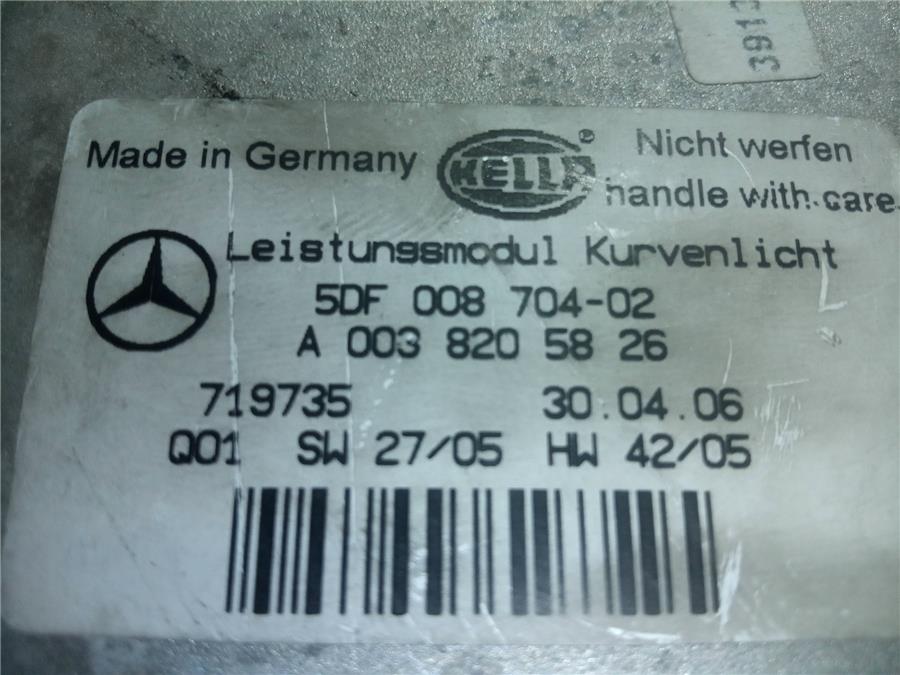 3913
Made in Germany
HELLA®
Nicht werfen
handle with care
Leistungsmodul Kurvenlicht
5DF 008 704-02
A 003 820 58 26
719735 30.04.06
Q01 SW 27/05 HW 42/05